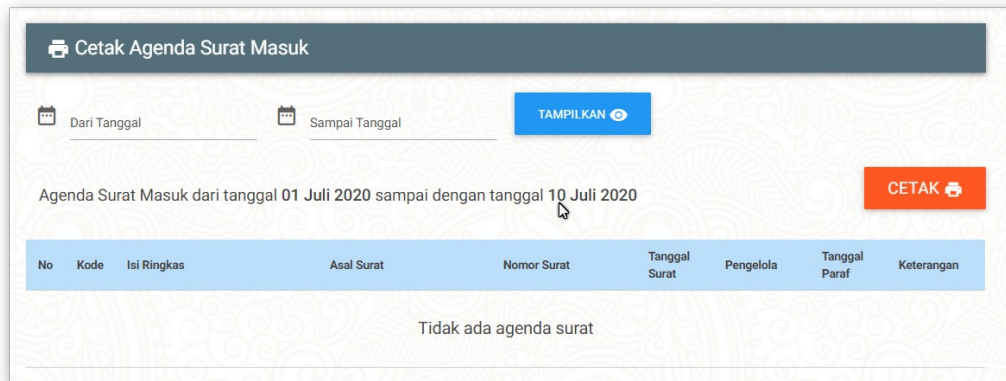 Cetak Agenda Surat Masuk
Dari Tanggal Sampai Tanggal TAMPILKAN
Agenda Surat Masuk dari tanggal 01 Juli 2020 sampai dengan tanggal 10 Juli 2020 CETAK
No Kode Isi Ringkas Asal Surat Nomor Surat Tanggal Surat Pengelola Tanggal Paraf Keterangan
Tidak ada agenda surat